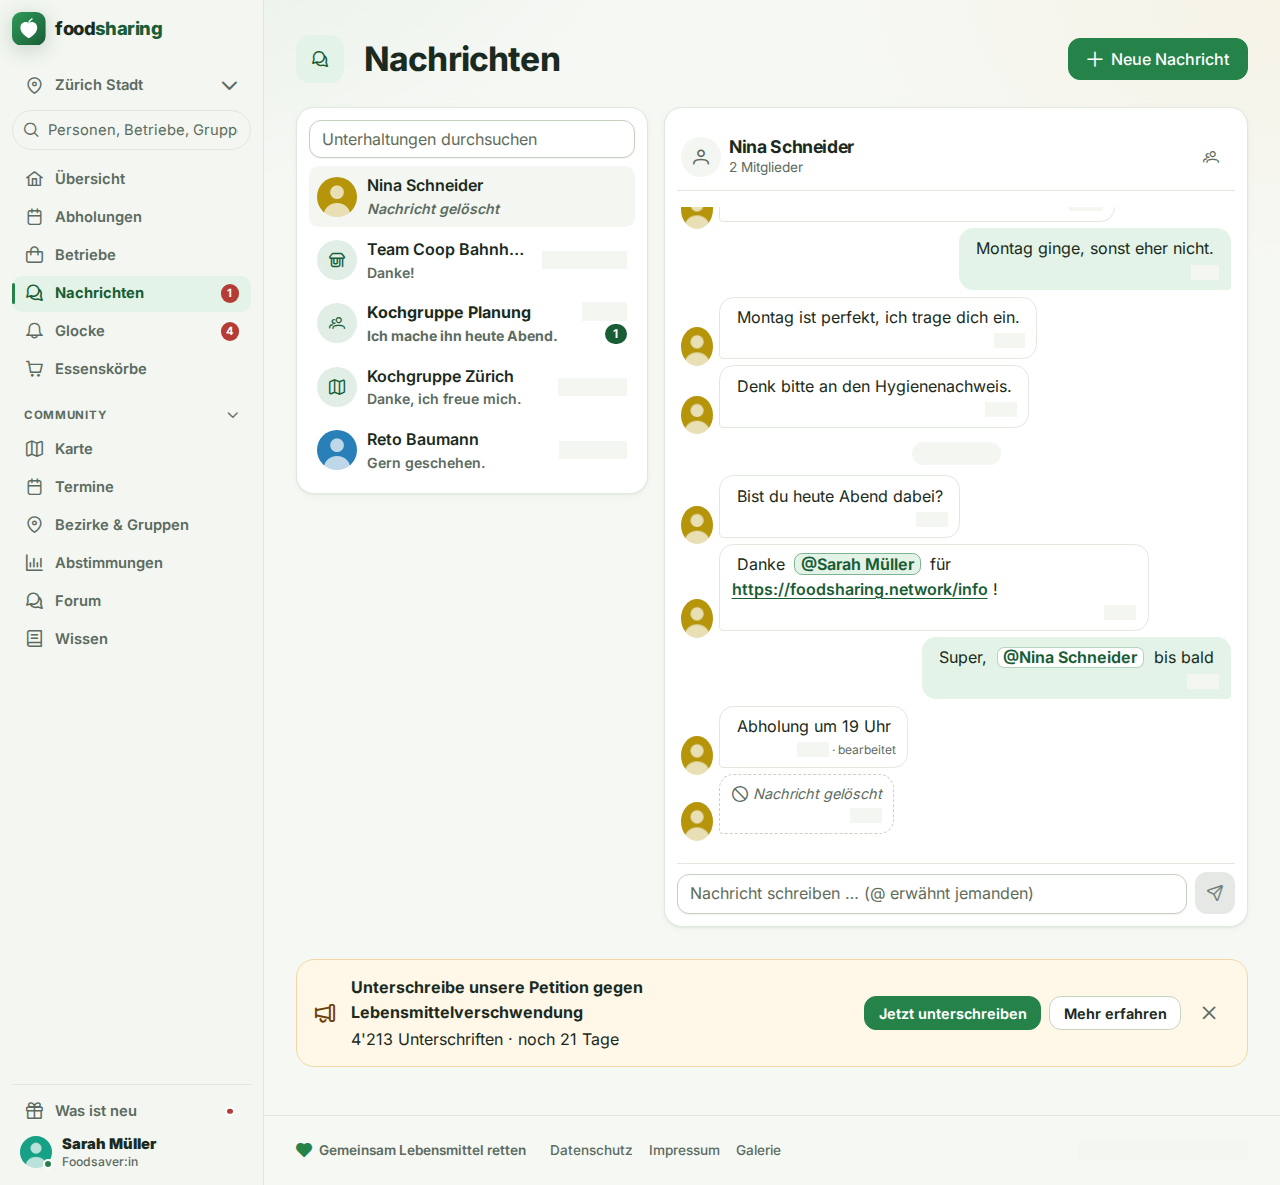 foodsharing
Zürich Stadt
Personen, Betriebe, Grupp
Übersicht
Abholungen
Betriebe
Nachrichten 1
Glocke 4
Essenskörbe
COMMUNITY
Karte
Termine
Bezirke & Gruppen
Abstimmungen
Forum
Wissen
Was ist neu
Sarah Müller
Foodsaver:in
Nachrichten
Neue Nachricht
Unterhaltungen durchsuchen
Nina Schneider
Nachricht gelöscht
Team Coop Bahnh...
Danke!
Kochgruppe Planung
Ich mache ihn heute Abend. 1
Kochgruppe Zürich
Danke, ich freue mich.
Reto Baumann
Gern geschehen.
Nina Schneider
2 Mitglieder
Montag ginge, sonst eher nicht.
Montag ist perfekt, ich trage dich ein.
Denk bitte an den Hygienenachweis.
Bist du heute Abend dabei?
Danke @Sarah Müller für
https://foodsharing.network/info !
Super, @Nina Schneider bis bald
Abholung um 19 Uhr
· bearbeitet
Nachricht gelöscht
Nachricht schreiben ... (@ erwähnt jemanden)
Unterschreibe unsere Petition gegen
Lebensmittelverschwendung
4'213 Unterschriften · noch 21 Tage
Jetzt unterschreiben
Mehr erfahren
Gemeinsam Lebensmittel retten Datenschutz Impressum Galerie